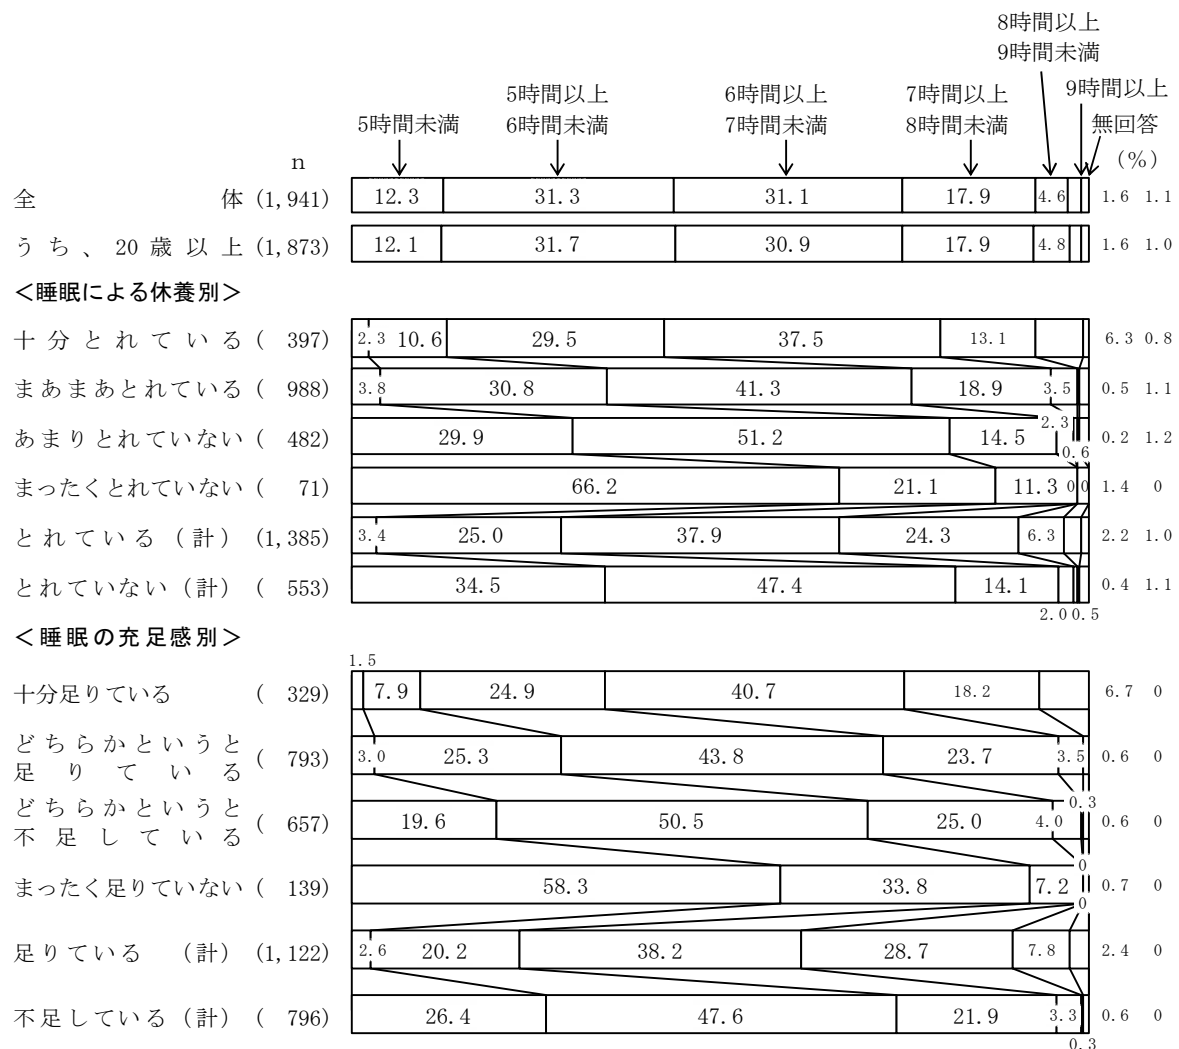 8時間以上
9時間未満
5時間以上 6時間以上 7時間以上 9時間以上
5時間未満 6時間未満 7時間未満 8時間未満 無回答
n (%)
全体 (1,941) 12.3 31.3 31.1 17.9 4.6 1.6 1.1
うち、20歳以上 (1,873) 12.1 31.7 30.9 17.9 4.8 1.6 1.0
＜睡眠による休養別＞
十分とれている ( 397) 2.3 10.6 29.5 37.5 13.1 6.3 0.8
まあまあとれている ( 988) 3.8 30.8 41.3 18.9 3.5 0.5 1.1
あまりとれていない ( 482) 29.9 51.2 14.5 2.3 0.6 0.2 1.2
まったくとれていない ( 71) 66.2 21.1 11.3 0 0 1.4 0
とれている（計） (1,385) 3.4 25.0 37.9 24.3 6.3 2.2 1.0
とれていない（計） ( 553) 34.5 47.4 14.1 0.4 1.1
2.0 0.5
＜睡眠の充足感別＞
1.5
十分足りている ( 329) 7.9 24.9 40.7 18.2 6.7 0
どちらかというと
足りている ( 793) 3.0 25.3 43.8 23.7 3.5 0.6 0
どちらかというと 0.3
不足している ( 657) 19.6 50.5 25.0 4.0 0.6 0
0
まったく足りていない ( 139) 58.3 33.8 7.2 0.7 0
0
足りている （計） (1,122) 2.6 20.2 38.2 28.7 7.8 2.4 0
不足している（計） ( 796) 26.4 47.6 21.9 3.3 0.6 0
0.3